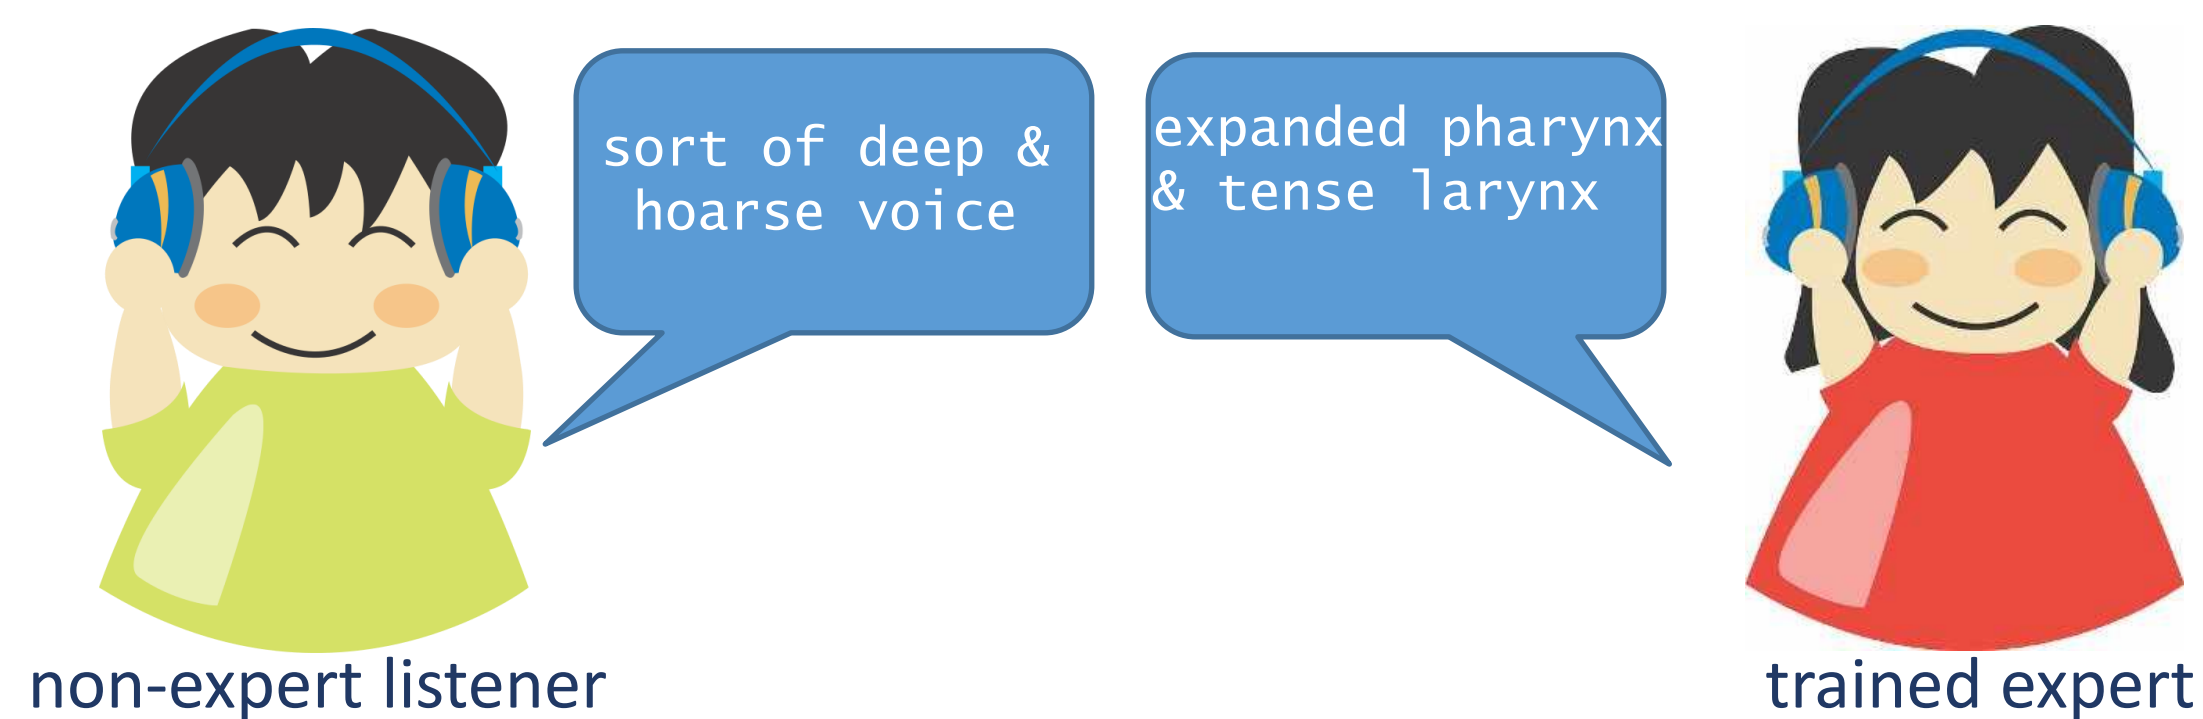 sort of deep &
hoarse voice
expanded pharynx
& tense larynx
non-expert listener
trained expert